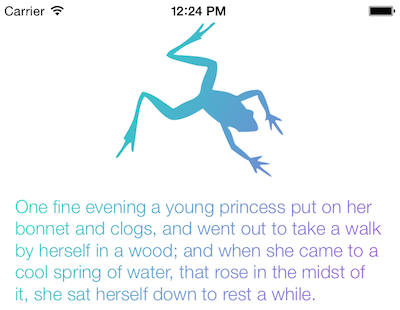 Carrier 12:24 PM
One fine evening a young princess put on her
bonnet and clogs, and went out to take a walk
by herself in a wood; and when she came to a
cool spring of water, that rose in the midst of
it, she sat herself down to rest a while.